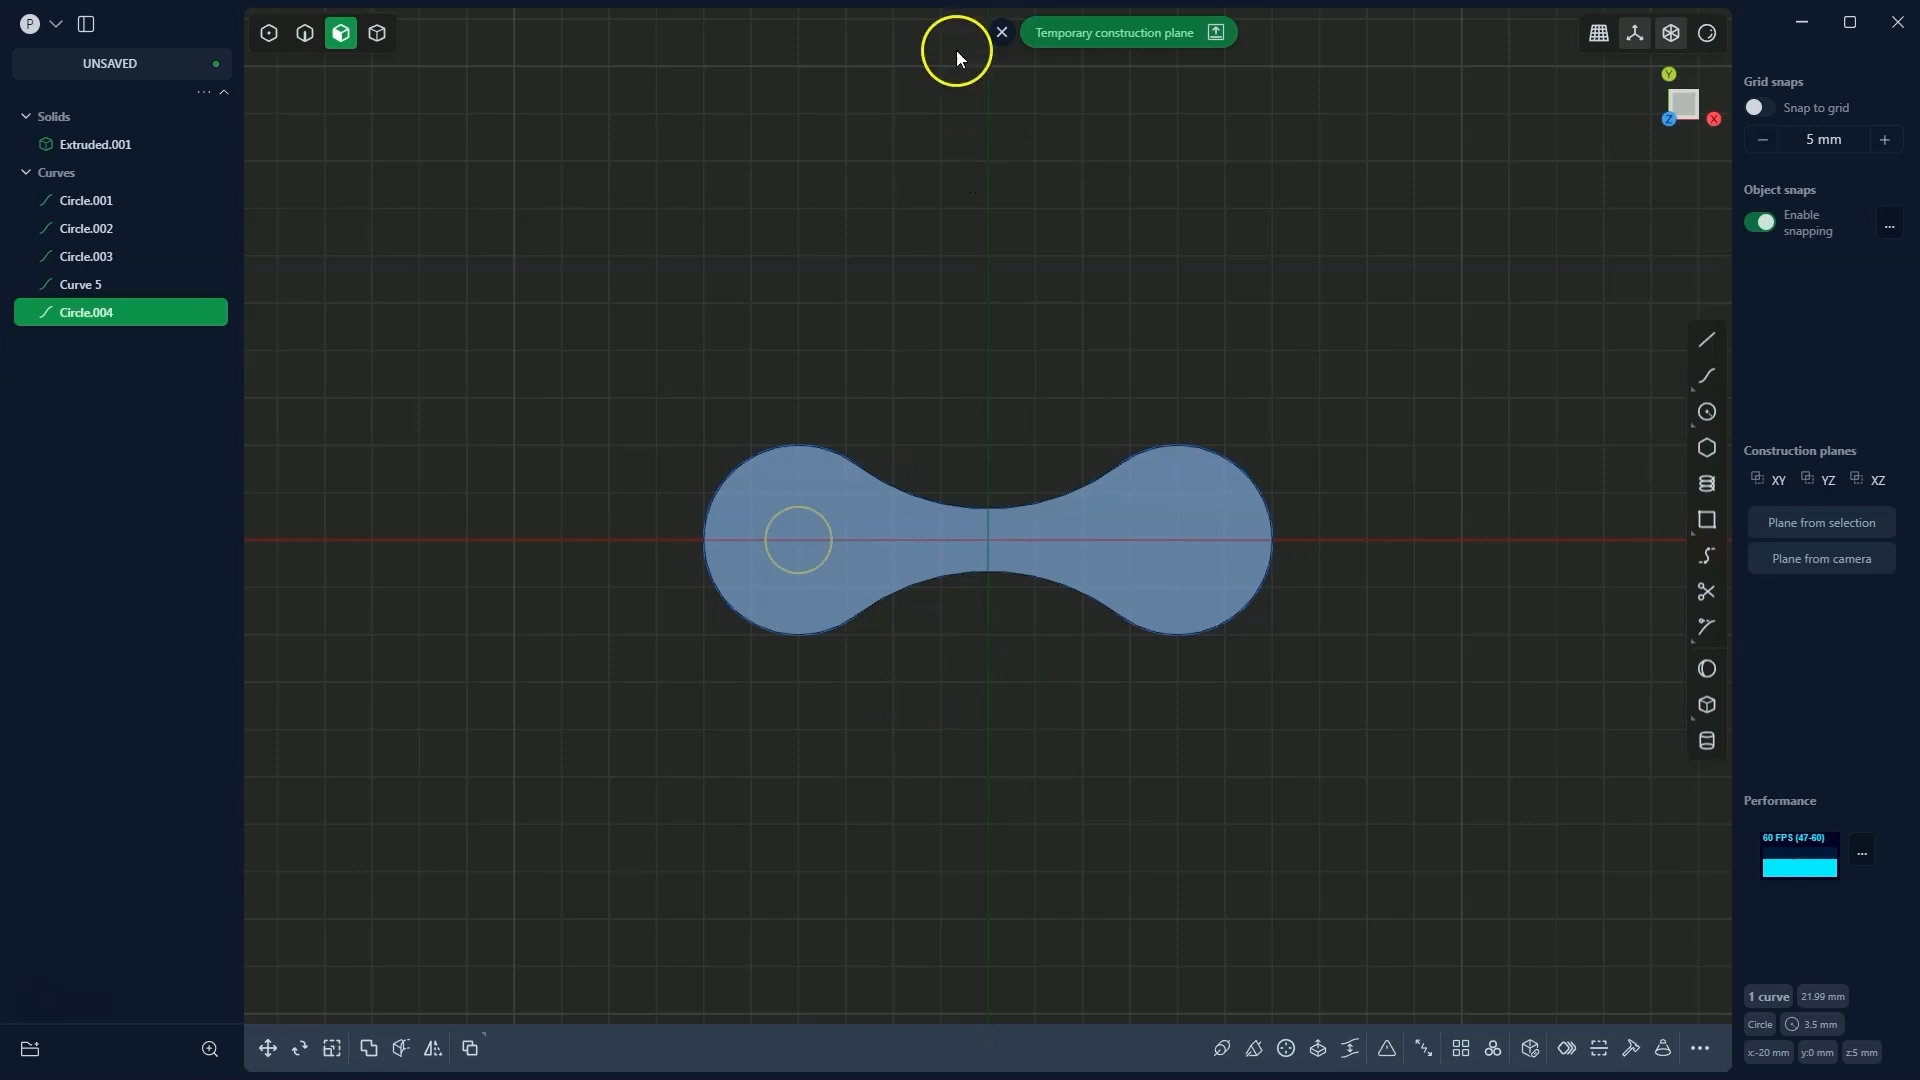 P
UNSAVED
Solids
Extruded.001
Curves
Circle.001
Circle.002
Circle.003
Curve 5
Circle.004
Temporary construction plane
Y
Z
X
Grid snaps
Snap to grid
5 mm
Object snaps
Enable
snapping
...
Construction planes
XY YZ XZ
Plane from selection
Plane from camera
Performance
60 FPS (47-60)
...
1 curve 21.99 mm
Circle 3.5 mm
x:-20 mm y:0 mm z:5 mm